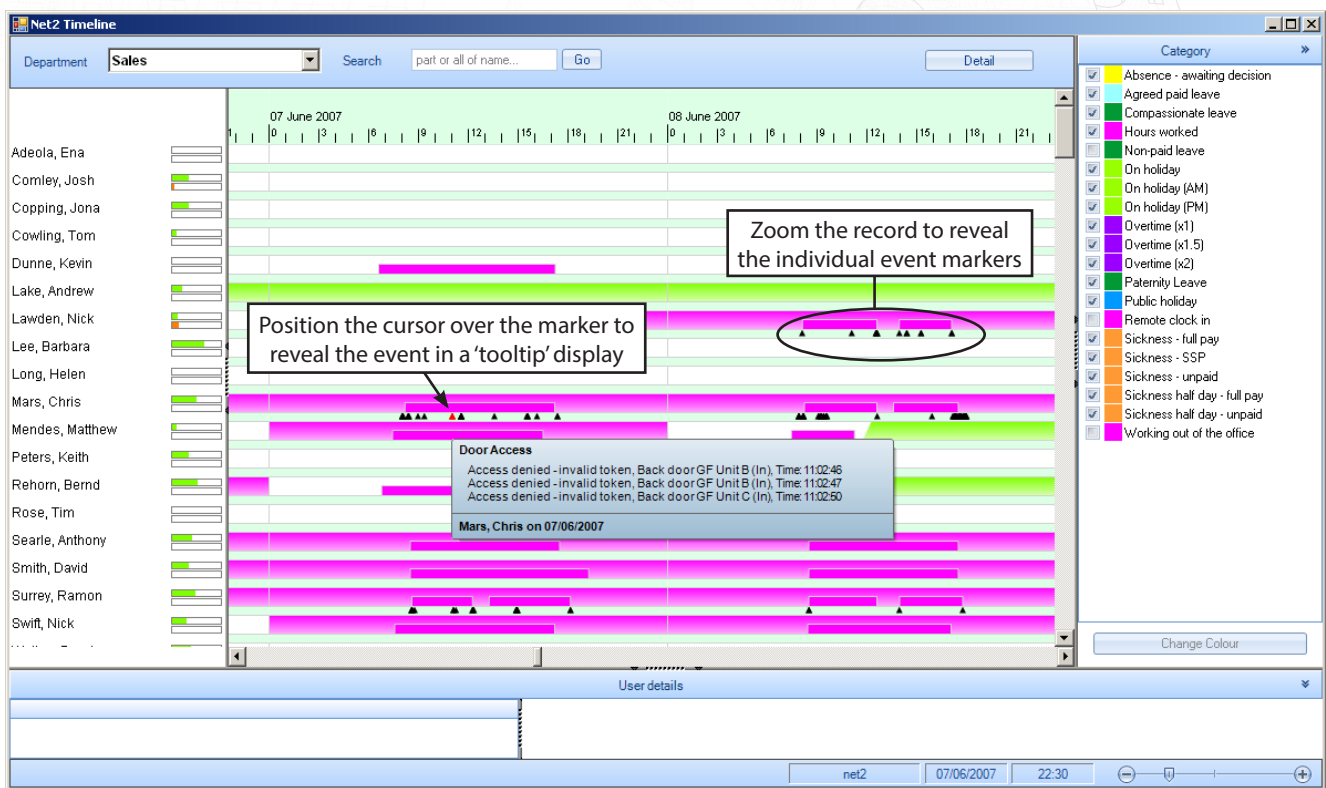 Net2 Timeline
Department
Sales
Search
part or all of name...
Go
Detail
Category
Absence - awaiting decision
Agreed paid leave
Compassionate leave
Hours worked
Non-paid leave
On holiday
On holiday (AM)
On holiday (PM)
Overtime (x1)
Overtime (x1.5)
Overtime (x2)
Paternity Leave
Public holiday
Remote clock in
Sickness - full pay
Sickness - SSP
Sickness - unpaid
Sickness half day - full pay
Sickness half day - unpaid
Working out of the office
Change Colour
07 June 2007
08 June 2007
0 3 6 9 12 15 18 21 0 3 6 9 12 15 18 21
Adeola, Ena
Comley, Josh
Copping, Jona
Cowling, Tom
Dunne, Kevin
Lake, Andrew
Lawden, Nick
Lee, Barbara
Long, Helen
Mars, Chris
Mendes, Matthew
Peters, Keith
Rehorn, Bernd
Rose, Tim
Searle, Anthony
Smith, David
Surrey, Ramon
Swift, Nick
Zoom the record to reveal
the individual event markers
Position the cursor over the marker to
reveal the event in a 'tooltip' display
Door Access
Access denied - invalid token, Back door GF Unit B (In), Time: 11:02:46
Access denied - invalid token, Back door GF Unit B (In), Time: 11:02:47
Access denied - invalid token, Back door GF Unit C (In), Time: 11:02:50
Mars, Chris on 07/06/2007
User details
net2
07/06/2007
22:30